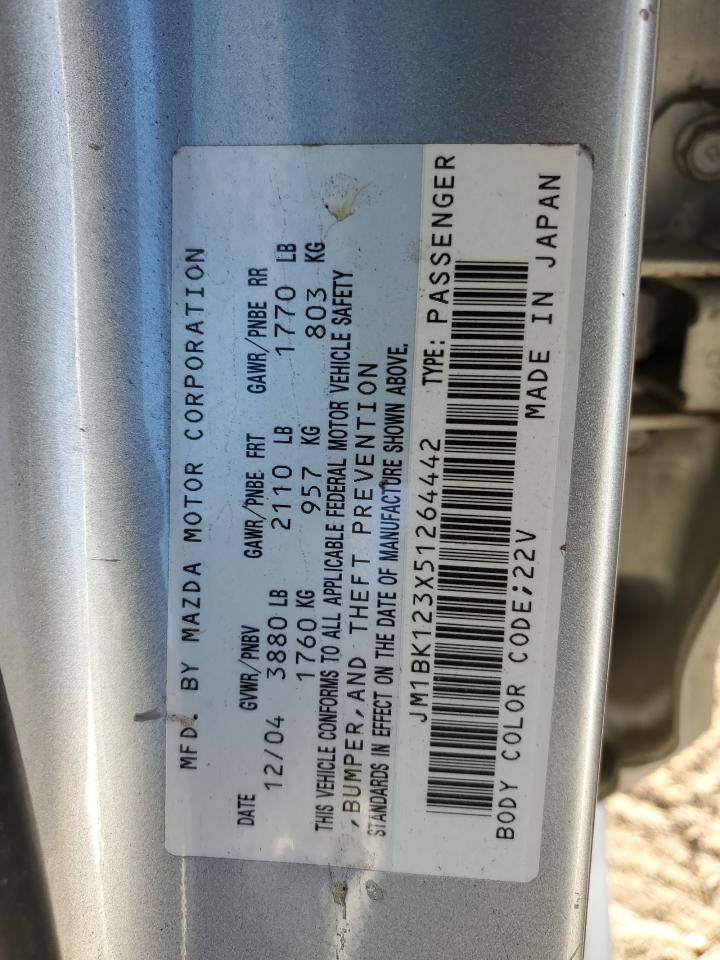 MFD. BY MAZDA MOTOR CORPORATION
DATE GVWR/PNBV GAWR/PNBE FRT GAWR/PNBE RR
12/04 3880 LB 2110 LB 1770 LB
1760 KG 957 KG 803 KG
THIS VEHICLE CONFORMS TO ALL APPLICABLE FEDERAL MOTOR VEHICLE SAFETY
,BUMPER,AND THEFT PREVENTION
STANDARDS IN EFFECT ON THE DATE OF MANUFACTURE SHOWN ABOVE.
JM1BK123X51264442 TYPE: PASSENGER
BODY COLOR CODE;22V MADE IN JAPAN